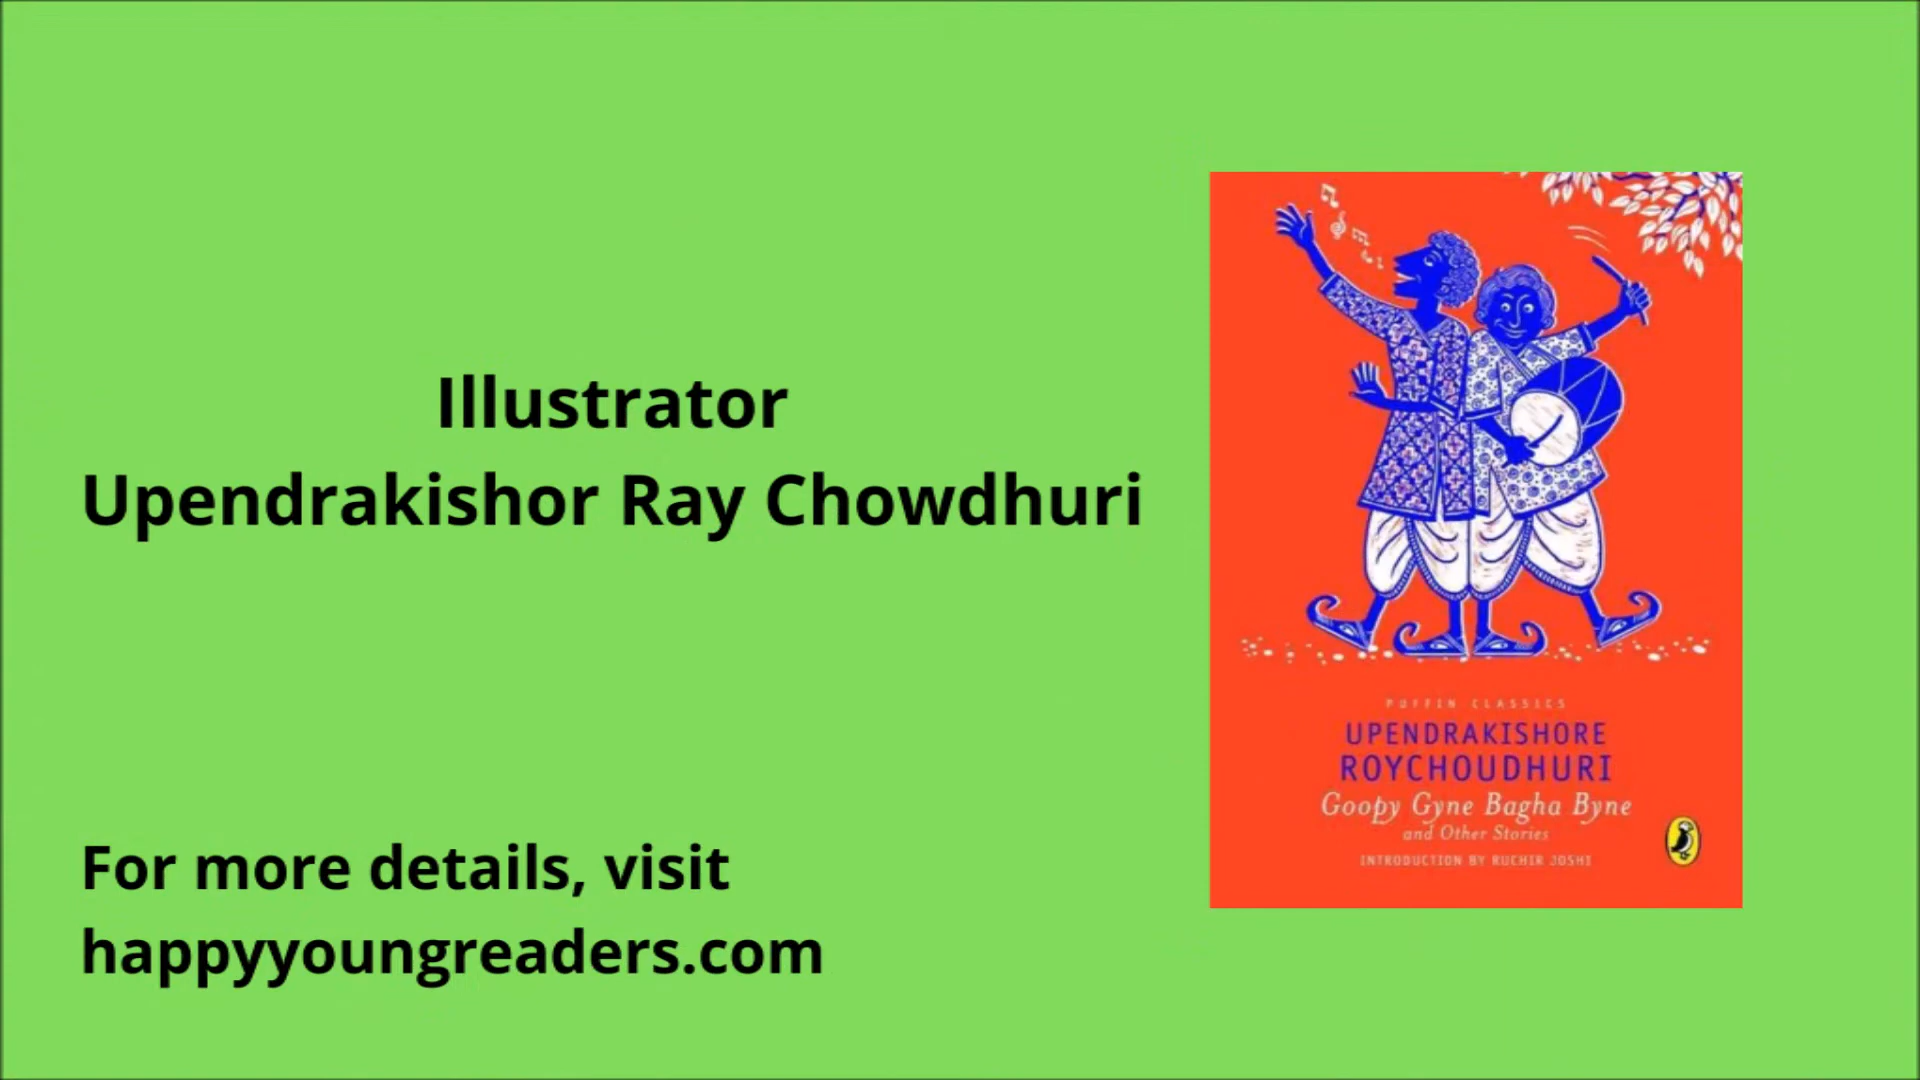 Illustrator
Upendrakishor Ray Chowdhuri
For more details, visit
happyyoungreaders.com
PUFFIN CLASSICS
UPENDRAKISHORE
ROYCHOUDHURI
Goopy Gyne Bagha Byne
and Other Stories
INTRODUCTION BY RUCHIR JOSHI